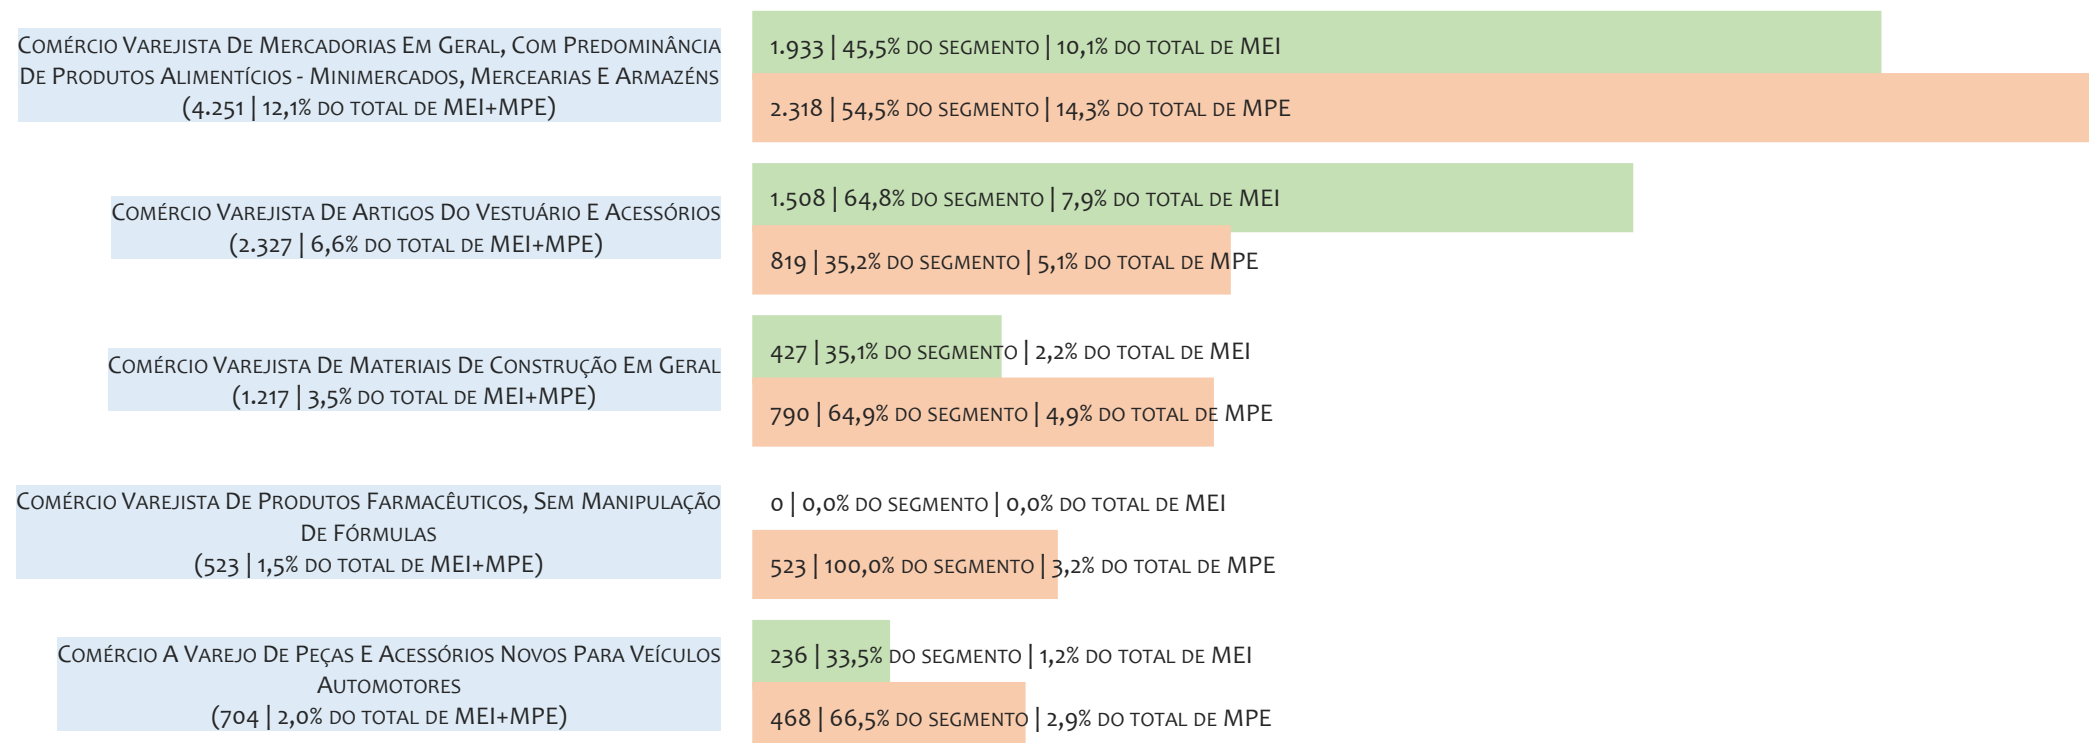 Comércio Varejista De Mercadorias Em Geral, Com Predominância
De Produtos Alimentícios - Minimercados, Mercearias E Armazéns
(4.251 | 12,1% do total de MEI+MPE)
1.933 | 45,5% do segmento | 10,1% do total de MEI
2.318 | 54,5% do segmento | 14,3% do total de MPE
Comércio Varejista De Artigos Do Vestuário E Acessórios
(2.327 | 6,6% do total de MEI+MPE)
1.508 | 64,8% do segmento | 7,9% do total de MEI
819 | 35,2% do segmento | 5,1% do total de MPE
Comércio Varejista De Materiais De Construção Em Geral
(1.217 | 3,5% do total de MEI+MPE)
427 | 35,1% do segmento | 2,2% do total de MEI
790 | 64,9% do segmento | 4,9% do total de MPE
Comércio Varejista De Produtos Farmacêuticos, Sem Manipulação
De Fórmulas
(523 | 1,5% do total de MEI+MPE)
0 | 0,0% do segmento | 0,0% do total de MEI
523 | 100,0% do segmento | 3,2% do total de MPE
Comércio A Varejo De Peças E Acessórios Novos Para Veículos
Automotores
(704 | 2,0% do total de MEI+MPE)
236 | 33,5% do segmento | 1,2% do total de MEI
468 | 66,5% do segmento | 2,9% do total de MPE